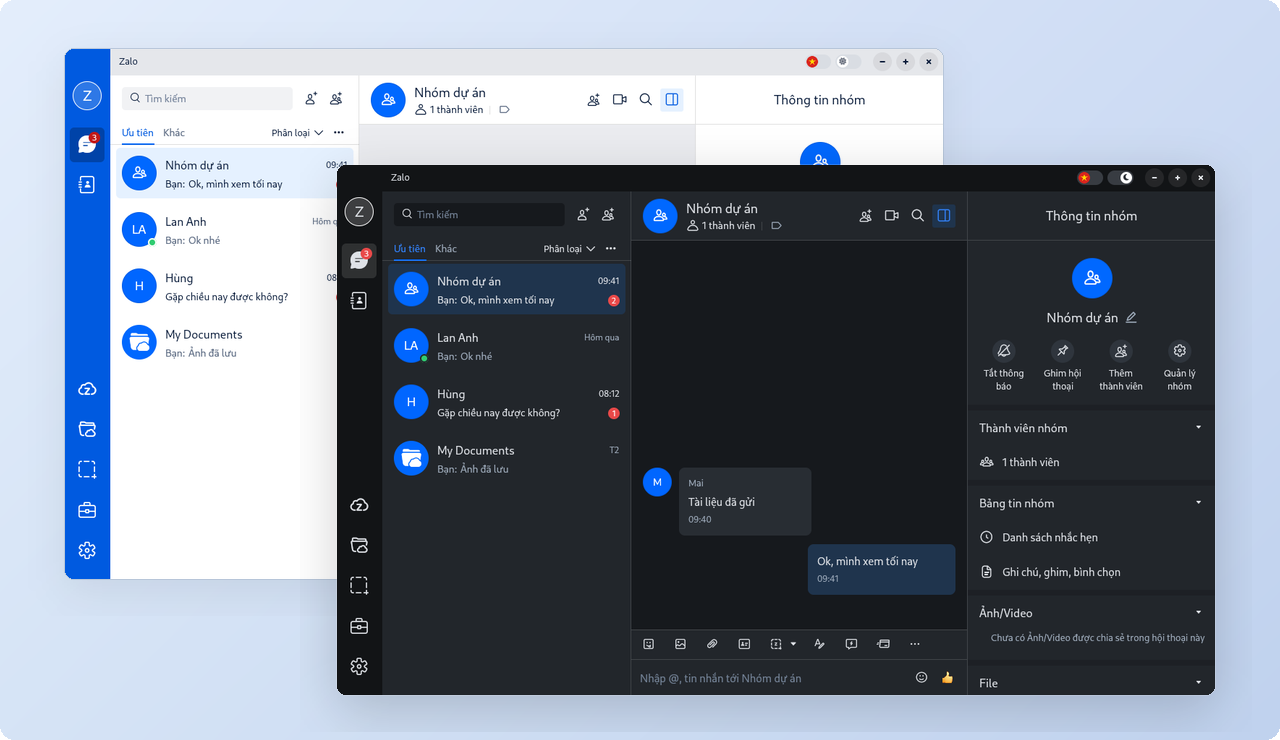 Zalo
Z
Tìm kiếm
3
Ưu tiên
Khác
Phân loại
Nhóm dự án
09:41
Bạn: Ok, mình xem tối nay
LA
Lan Anh
Hôm
Bạn: Ok nhé
H
Hùng
Gặp chiều nay được không?
My Documents
Bạn: Ảnh đã lưu
Nhóm dự án
1 thành viên
Thông tin nhóm
Zalo
Z
Tìm kiếm
3
Ưu tiên
Khác
Phân loại
Nhóm dự án
09:41
Bạn: Ok, mình xem tối nay
2
LA
Lan Anh
Hôm qua
Bạn: Ok nhé
H
Hùng
08:12
Gặp chiều nay được không?
1
My Documents
T2
Bạn: Ảnh đã lưu
Nhóm dự án
1 thành viên
M
Mai
Tài liệu đã gửi
09:40
Ok, mình xem tối nay
09:41
Nhập @, tin nhắn tới Nhóm dự án
Thông tin nhóm
Nhóm dự án
Tắt thông
báo
Ghim hội
thoại
Thêm
thành viên
Quản lý
nhóm
Thành viên nhóm
1 thành viên
Bảng tin nhóm
Danh sách nhắc hẹn
Ghi chú, ghim, bình chọn
Ảnh/Video
Chưa có Ảnh/Video được chia sẻ trong hội thoại này
File